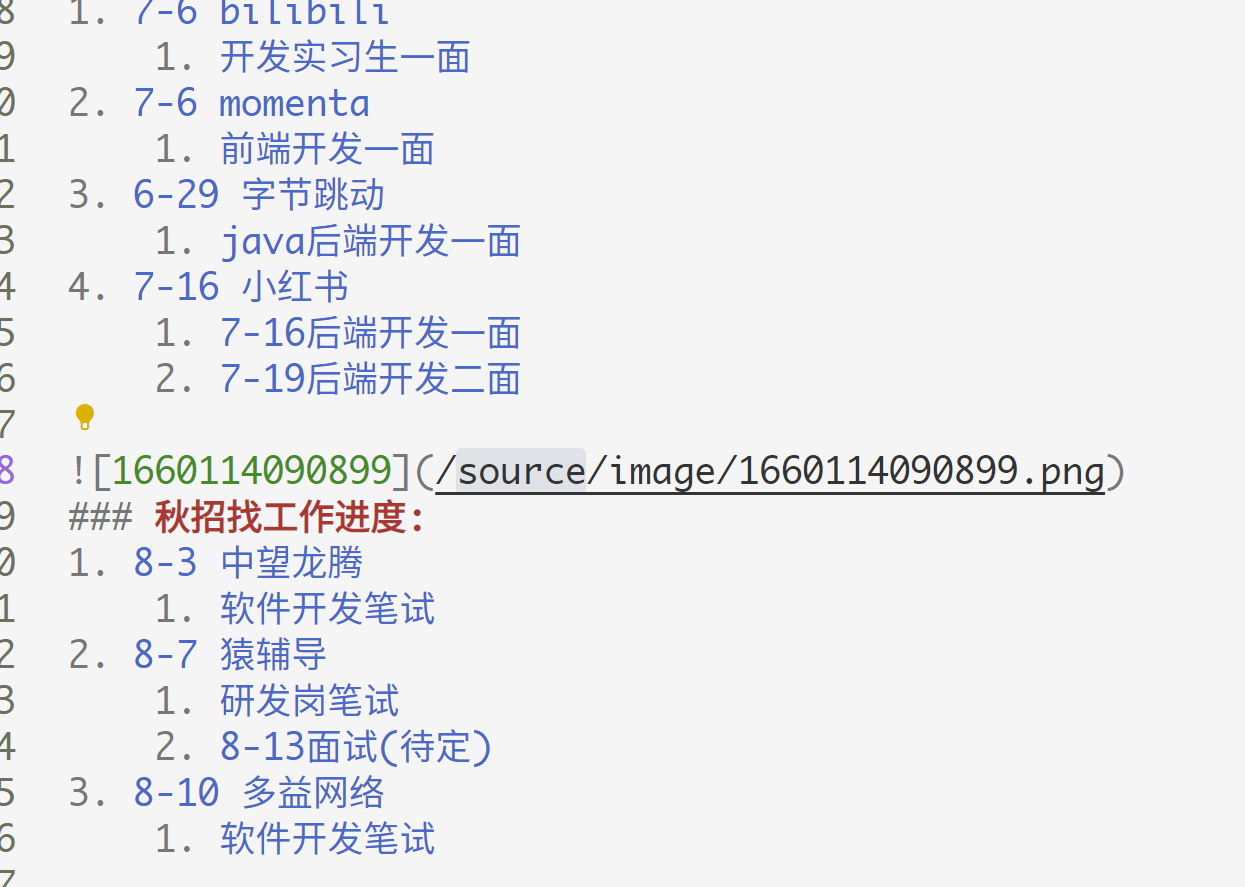 8 1. 7-6 bilibili
9 1. 开发实习生一面
0 2. 7-6 momenta
1 1. 前端开发一面
2 3. 6-29 字节跳动
3 1. java后端开发一面
4 4. 7-16 小红书
5 1. 7-16后端开发一面
6 2. 7-19后端开发二面
7
8 ![1660114090899](/source/image/1660114090899.png)
9 ### 秋招找工作进度:
0 1. 8-3 中望龙腾
1 1. 软件开发笔试
2 2. 8-7 猿辅导
3 1. 研发岗笔试
4 2. 8-13面试(待定)
5 3. 8-10 多益网络
6 1. 软件开发笔试
7